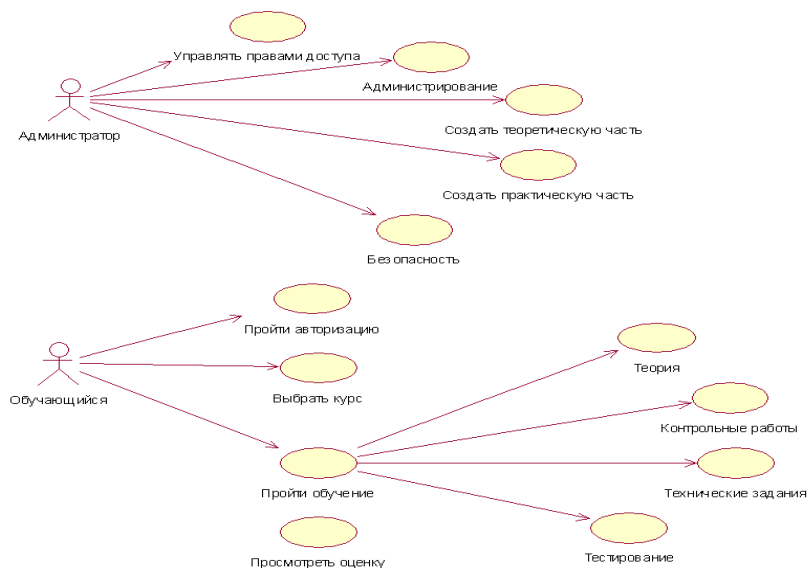 Управлять правами доступа
Администрирование
Создать теоретическую часть
Администратор
Создать практическую часть
Безопасность
Пройти авторизацию
Теория
Обучающийся
Выбрать курс
Контрольные работы
Пройти обучение
Технические задания
Просмотреть оценку
Тестирование